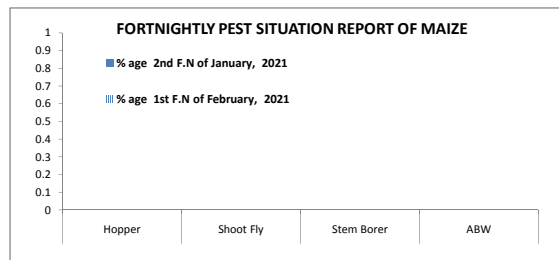 FORTNIGHTLY PEST SITUATION REPORT OF MAIZE
1
0.9
0.8
0.7
0.6
0.5
0.4
0.3
0.2
0.1
0
% age 2nd F.N of January, 2021
% age 1st F.N of February, 2021
Hopper Shoot Fly Stem Borer ABW